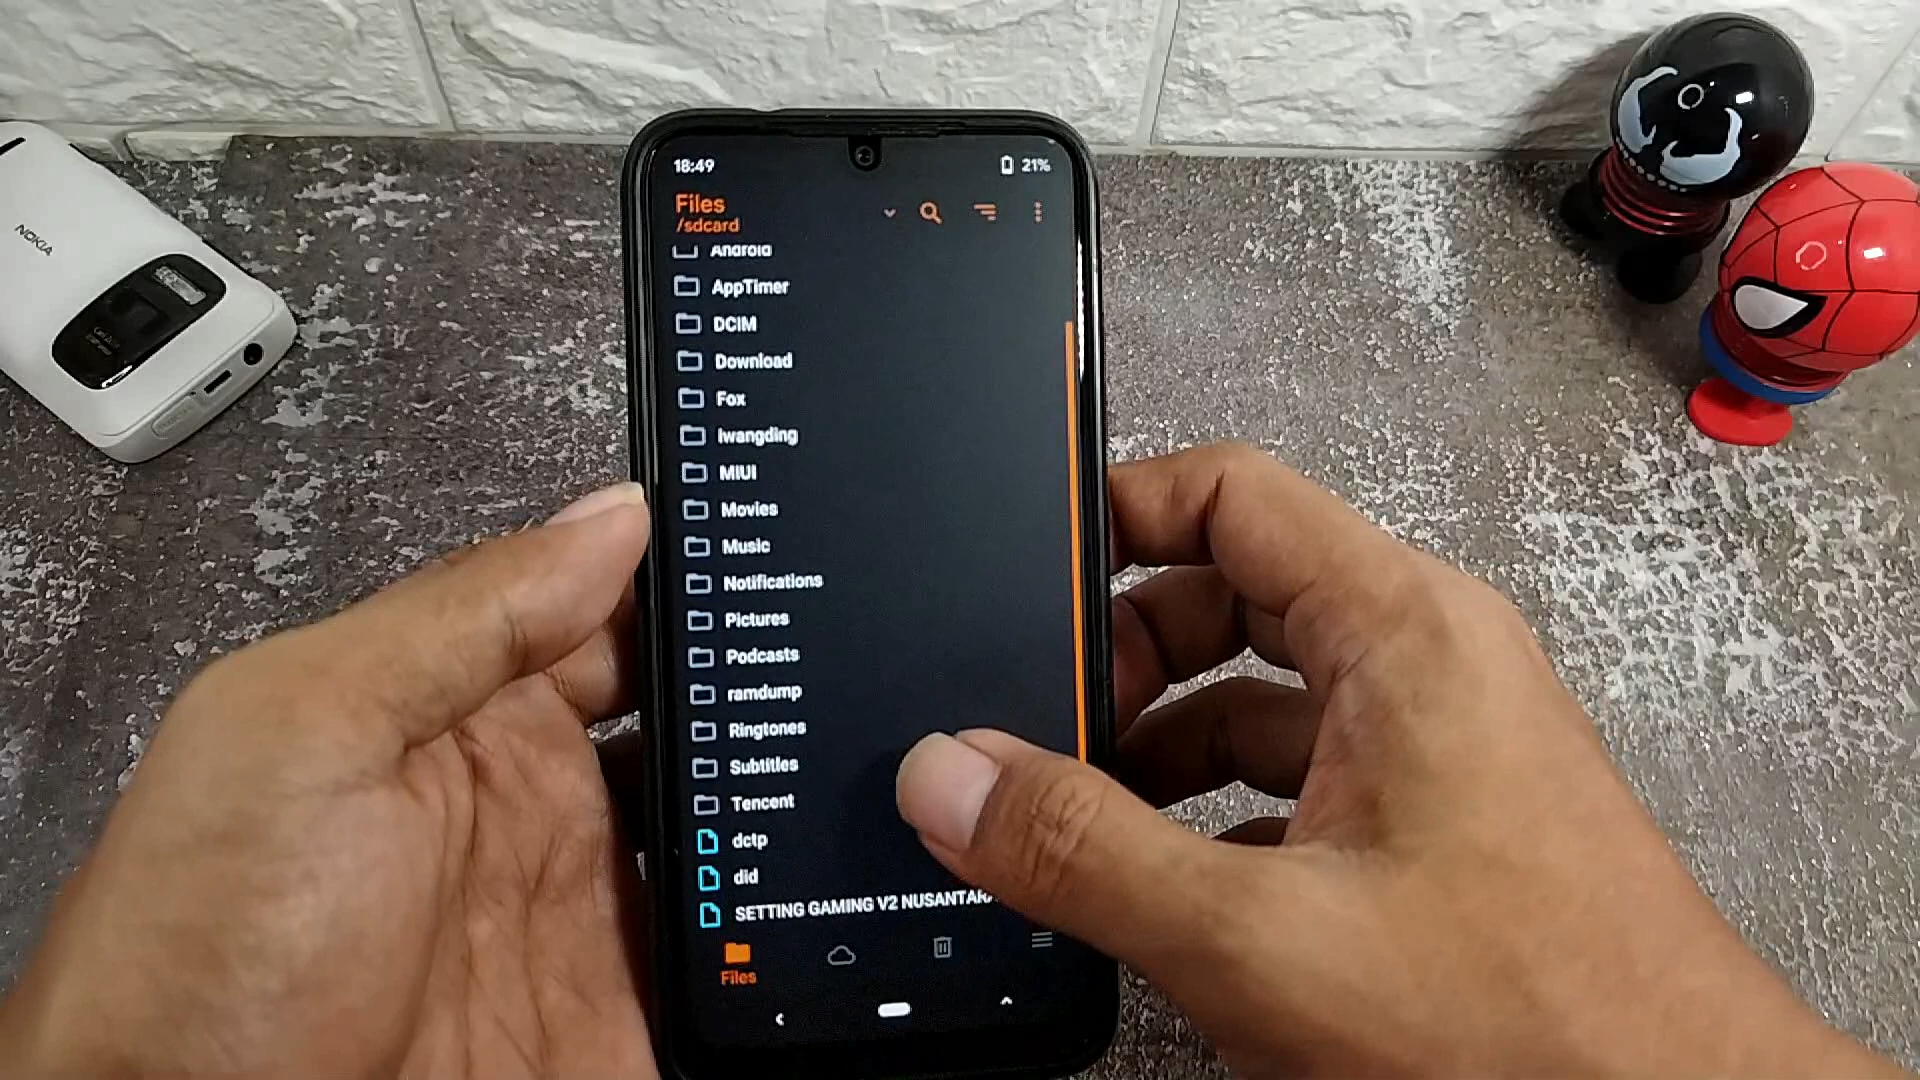 NOKIA
18:49
21%
Files
/sdcard
Android
AppTimer
DCIM
Download
Fox
lwangding
MIUI
Movies
Music
Notifications
Pictures
Podcasts
ramdump
Ringtones
Subtitles
Tencent
dctp
did
SETTING GAMING V2 NUSANTARA
Files